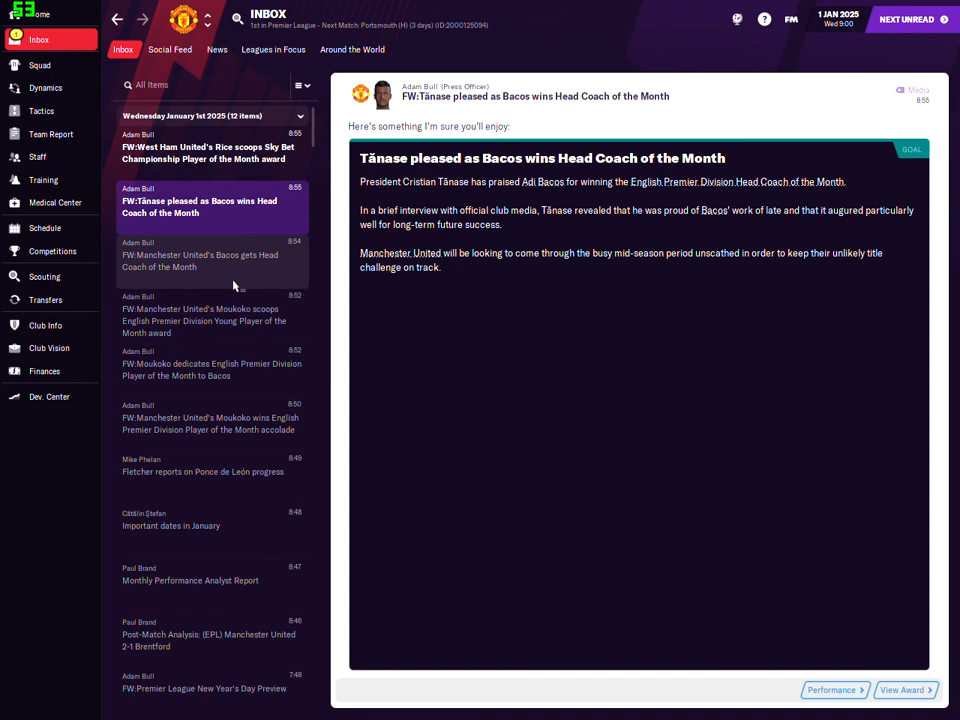 53
ome
INBOX
1st in Premier League - Next Match: Portsmouth (H) (3 days) (ID:2000125094)
FM
1 JAN 2025
Wed 9:00
NEXT UNREAD
1
Inbox
Squad
Dynamics
Tactics
Team Report
Staff
Training
Medical Center
Schedule
Competitions
Scouting
Transfers
Club Info
Club Vision
Finances
Dev. Center
Inbox
Social Feed
News
Leagues in Focus
Around the World
All Items
Wednesday January 1st 2025 (12 items)
Adam Bull 8:55
FW:West Ham United's Rice scoops Sky Bet
Championship Player of the Month award
Adam Bull 8:55
FW:Tănase pleased as Bacos wins Head
Coach of the Month
Adam Bull 8:54
FW:Manchester United's Bacos gets Head
Coach of the Month
Adam Bull 8:52
FW:Manchester United's Moukoko scoops
English Premier Division Young Player of the
Month award
Adam Bull 8:52
FW:Moukoko dedicates English Premier Division
Player of the Month to Bacos
Adam Bull 8:50
FW:Manchester United's Moukoko wins English
Premier Division Player of the Month accolade
Mike Phelan 8:49
Fletcher reports on Ponce de León progress
Cătălin Ștefan 8:48
Important dates in January
Paul Brand 8:47
Monthly Performance Analyst Report
Paul Brand 8:46
Post-Match Analysis: (EPL) Manchester United
2-1 Brentford
Adam Bull 7:48
FW:Premier League New Year's Day Preview
Adam Bull (Press Officer)
FW:Tănase pleased as Bacos wins Head Coach of the Month
Media
8:55
Here's something I'm sure you'll enjoy:
GOAL
Tănase pleased as Bacos wins Head Coach of the Month
President Cristian Tănase has praised Adi Bacos for winning the English Premier Division Head Coach of the Month.
In a brief interview with official club media, Tănase revealed that he was proud of Bacos' work of late and that it augured particularly
well for long-term future success.
Manchester United will be looking to come through the busy mid-season period unscathed in order to keep their unlikely title
challenge on track.
Performance
View Award